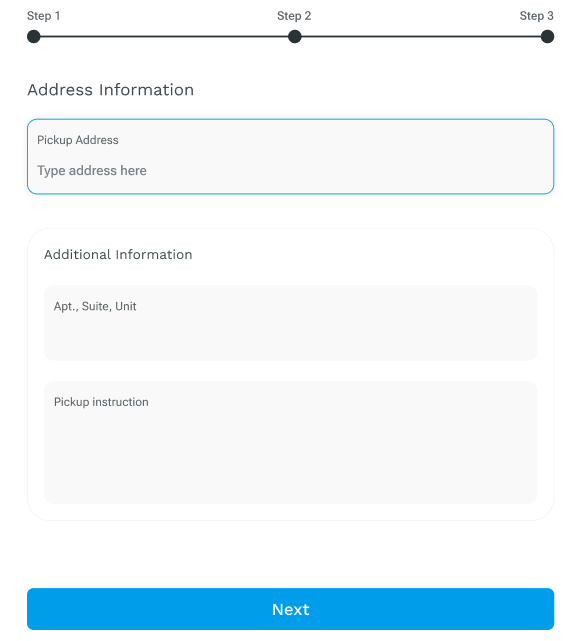 Step 1 Step 2 Step 3
Address Information
Pickup Address
Type address here
Additional Information
Apt., Suite, Unit
Pickup instruction
Next